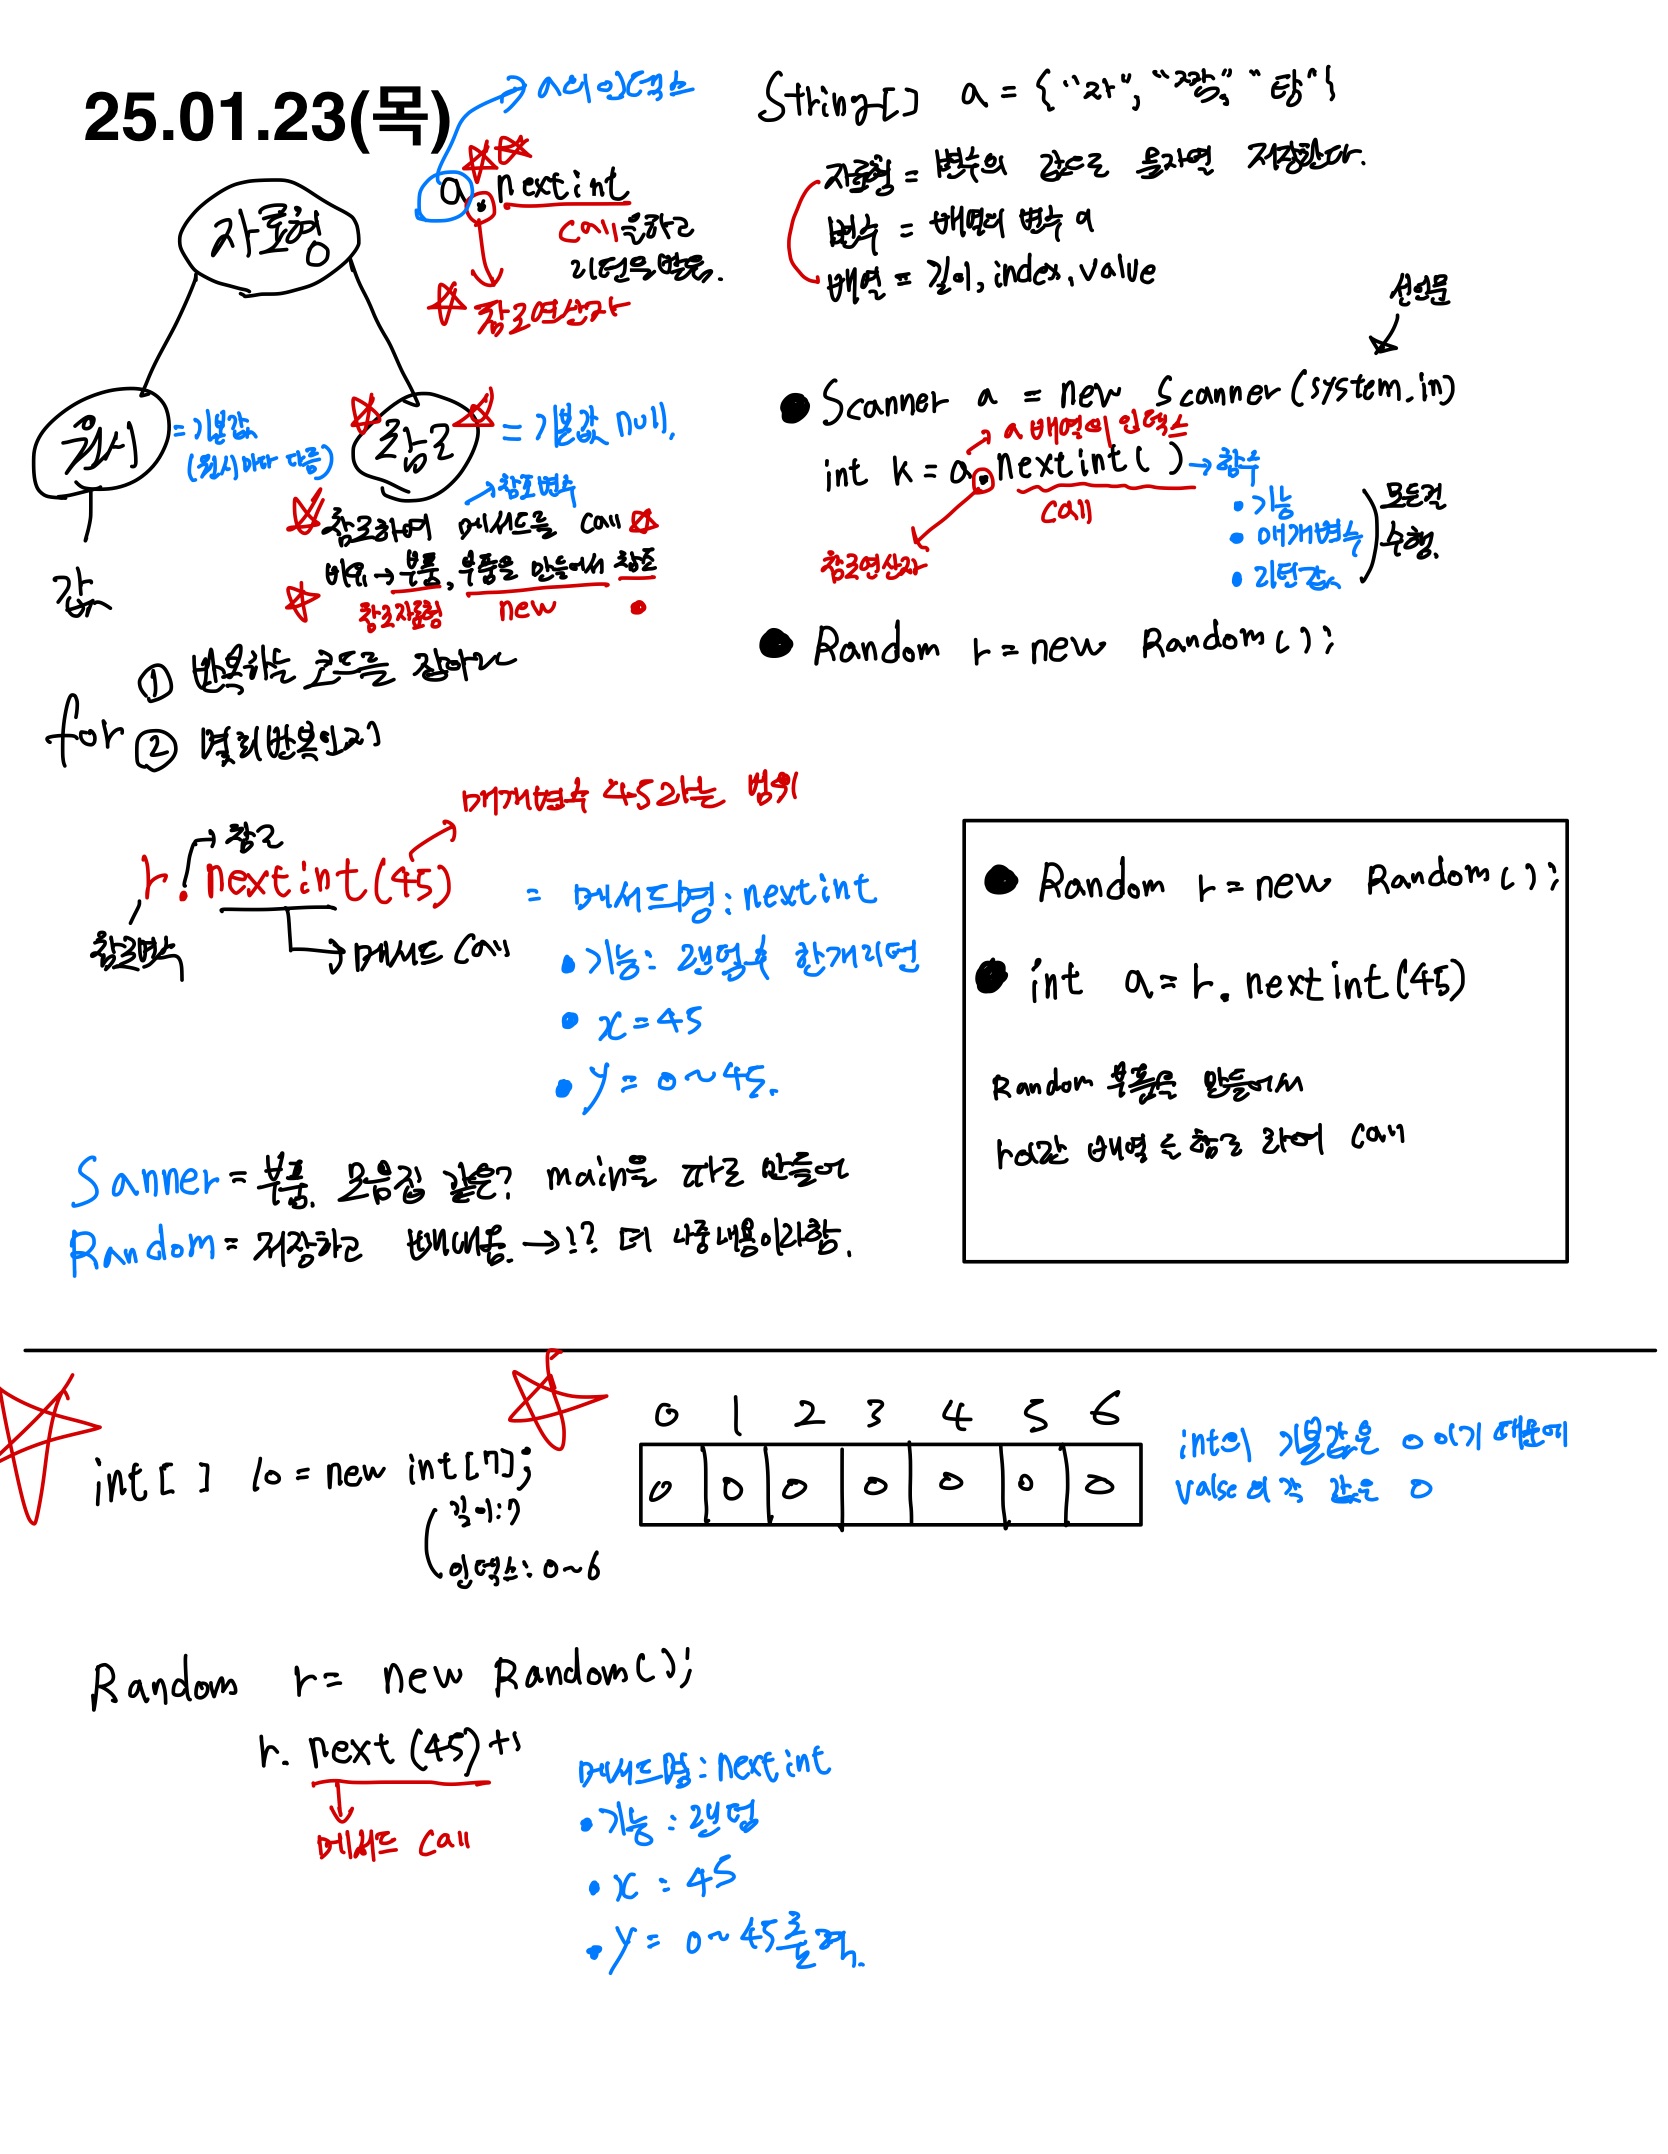 25.01.23(목)
a의 인덱스
a.nextint
call을하고
리턴을 받음.
참조연산자
자료형
원시
= 기본값
(원시마다 다름)
참조
= 기본값 null.
값
참조변수
참조하여 메서드를 call
비유→부품, 부품을 만들어서 참조
참조자료형 new
String[] a = {"자", "짬", "탕"}
자료형 = 변수의 값으로 문자열 저장한다.
변수 = 배열의 변수 a
배열 = 길이, index, value
선언문
Scanner a = new Scanner(system.in)
a 배열의 인덱스
int k = a.nextint( ) → 함수
call
참조연산자
• 기능
• 매개변수
• 리턴값
모든걸
수행.
Random r = new Random();
for
① 반복하는 코드를 잡아라
② 몇회 반복인고
매개변수 45라는 범위
참조
r.nextint(45)
참조변수
메서드 call
= 메서드명: nextint
• 기능: 랜덤후 한개리턴
• x = 45
• y = 0~45.
Random r = new Random();
int a = r.nextint(45)
Random 부품을 만들어서
r이란 배열을 참조 하여 call
Sanner = 부품. 모음집 같은? main을 따로 만들어
Random = 저장하고 빼내옴. → !? 더 나중내용이라함.
int[ ] lo = new int[7];
길이:7
인덱스: 0~6
0 1 2 3 4 5 6
0 0 0 0 0 0 0
int의 기본값은 0 이기 때문에
valse의 각 값은 0
Random r = new Random();
r. next(45)+1
메서드 call
메서드명: nextint
• 기능 : 랜덤
• x : 45
• y = 0~45를 출력.